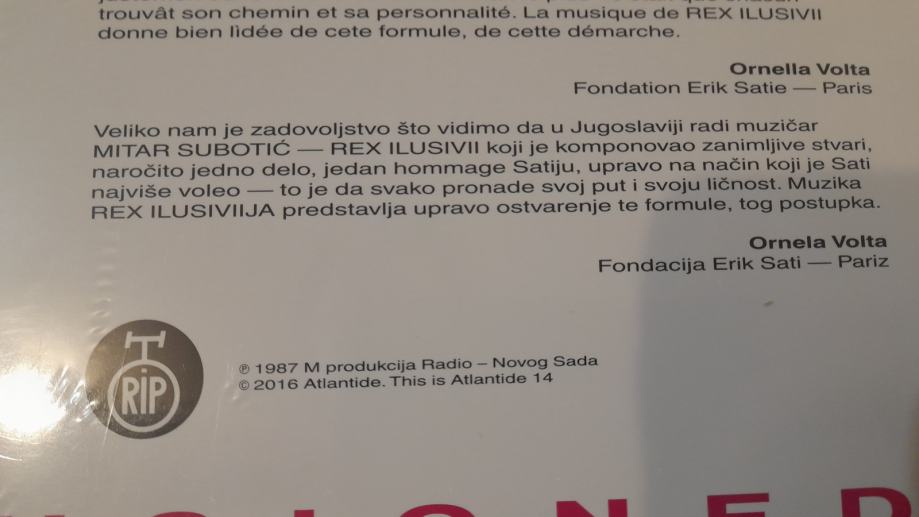 trouvât son chemin et sa personnalité. La musique de REX ILUSIVII
donne bien lìdée de cete formule, de cette démarche.
Ornella Volta
Fondation Erik Satie — Paris
Veliko nam je zadovoljstvo što vidimo da u Jugoslaviji radi muzičar
MITAR SUBOTIĆ — REX ILUSIVII koji je komponovao zanimljive stvari,
naročito jedno delo, jedan hommage Satiju, upravo na način koji je Sati
najviše voleo — to je da svako pronade svoj put i svoju ličnost. Muzika
REX ILUSIVIIJA predstavlja upravo ostvarenje te formule, tog postupka.
Ornela Volta
Fondacija Erik Sati — Pariz
T
RIP
℗ 1987 M produkcija Radio – Novog Sada
© 2016 Atlantide. This is Atlantide 14